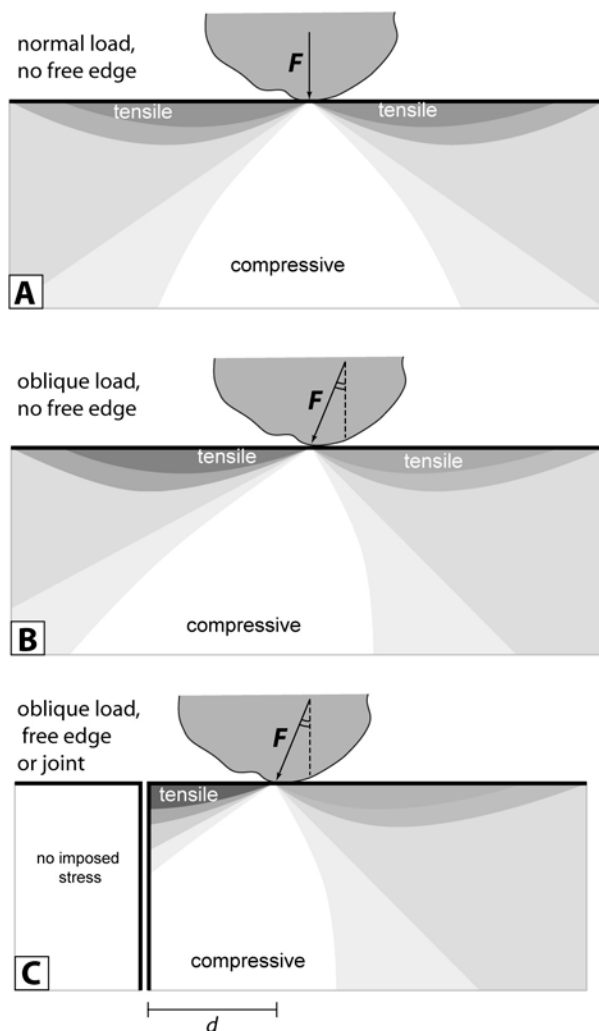 normal load,
no free edge
F
tensile
tensile
compressive
A
oblique load,
no free edge
F
tensile
tensile
compressive
B
oblique load,
free edge
or joint
F
tensile
no imposed
stress
compressive
C
d